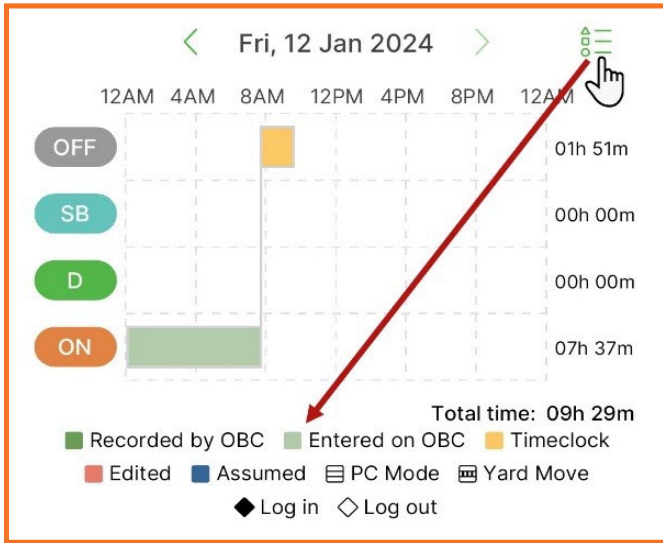 Fri, 12 Jan 2024
12AM 4AM 8AM 12PM 4PM 8PM 12AM
OFF 01h 51m
SB 00h 00m
D 00h 00m
ON 07h 37m
Total time: 09h 29m
Recorded by OBC Entered on OBC Timeclock
Edited Assumed PC Mode Yard Move
Log in Log out